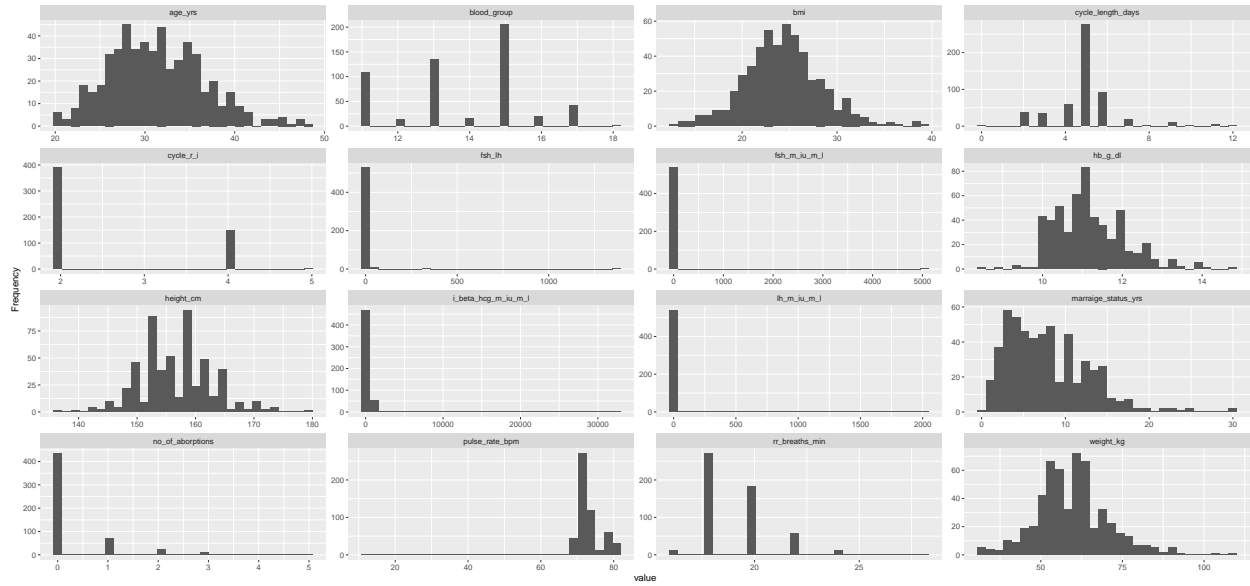 age_yrs
blood_group
bmi
cycle_length_days
40
30
20
10
0
20 30 40 50
200
150
100
50
0
12 14 16 18
60
40
20
0
20 30 40
200
100
0
0 4 8 12
cycle_r_i
fsh_lh
fsh_m_iu_m_l
hb_g_dl
400
300
200
100
0
2 3 4 5
400
200
0
0 500 1000
400
200
0
0 1000 2000 3000 4000 5000
80
60
40
20
0
10 12 14
Frequency
height_cm
i_beta_hcg_m_iu_m_l
lh_m_iu_m_l
marraige_status_yrs
75
50
25
0
140 150 160 170 180
400
300
200
100
0
0 10000 20000 30000
400
200
0
0 500 1000 1500 2000
60
40
20
0
0 10 20 30
no_of_aborptions
pulse_rate_bpm
rr_breaths_min
weight_kg
400
300
200
100
0
0 1 2 3 4 5
200
100
0
20 40 60 80
200
100
0
20 25
60
40
20
0
50 75 100
value